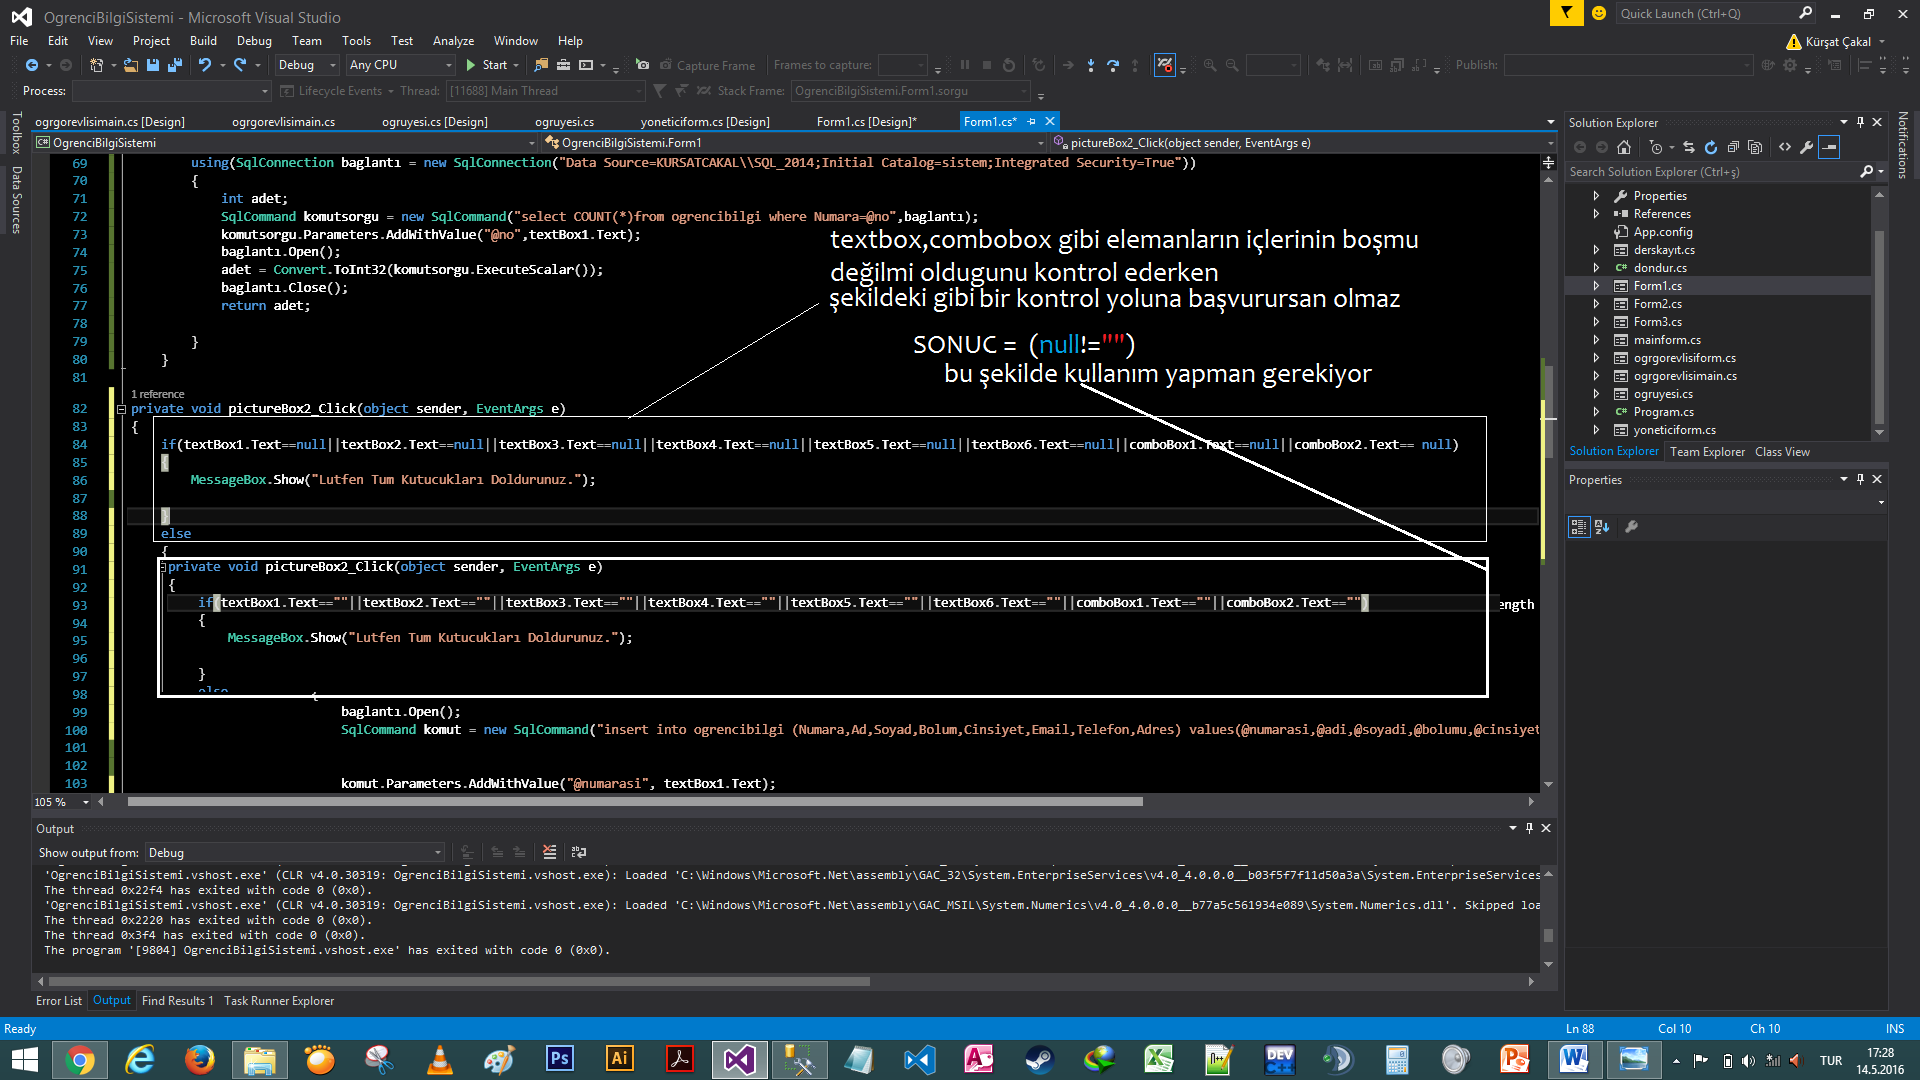 OgrenciBilgiSistemi - Microsoft Visual Studio
Quick Launch (Ctrl+Q)
File Edit View Project Build Debug Team Tools Test Analyze Window Help
Kürşat Çakal
Debug Any CPU Start Capture Frame Frames to capture: Publish:
Process: Lifecycle Events Thread: [11688] Main Thread Stack Frame: OgrenciBilgiSistemi.Form1.sorgu
Toolbox
Data Sources
Notifications
ogrgorevlisimain.cs [Design] ogrgorevlisimain.cs ogruyesi.cs [Design] ogruyesi.cs yoneticiform.cs [Design] Form1.cs [Design]* Form1.cs*
OgrenciBilgiSistemi OgrenciBilgiSistemi.Form1 pictureBox2_Click(object sender, EventArgs e)
69 using(SqlConnection baglantı = new SqlConnection("Data Source=KURSATCAKAL\\SQL_2014;Initial Catalog=sistem;Integrated Security=True"))
70 {
71 int adet;
72 SqlCommand komutsorgu = new SqlCommand("select COUNT(*)from ogrencibilgi where Numara=@no",baglantı);
73 komutsorgu.Parameters.AddWithValue("@no",textBox1.Text);
74 baglantı.Open();
75 adet = Convert.ToInt32(komutsorgu.ExecuteScalar());
76 baglantı.Close();
77 return adet;
78
79 }
80 }
81
textbox,combobox gibi elemanların içlerinin boşmu
değilmi oldugunu kontrol ederken
şekildeki gibi bir kontrol yoluna başvurursan olmaz
SONUC = (null!="")
bu şekilde kullanım yapman gerekiyor
1 reference
82 private void pictureBox2_Click(object sender, EventArgs e)
83 {
84 if(textBox1.Text==null||textBox2.Text==null||textBox3.Text==null||textBox4.Text==null||textBox5.Text==null||textBox6.Text==null||comboBox1.Text==null||comboBox2.Text== null)
85 {
86 MessageBox.Show("Lutfen Tum Kutucukları Doldurunuz.");
87
88 }
89 else
90 {
91 private void pictureBox2_Click(object sender, EventArgs e)
92 {
93 if(textBox1.Text==""||textBox2.Text==""||textBox3.Text==""||textBox4.Text==""||textBox5.Text==""||textBox6.Text==""||comboBox1.Text==""||comboBox2.Text=="") ength
94 {
95 MessageBox.Show("Lutfen Tum Kutucukları Doldurunuz.");
96
97 }
98 else {
99 baglantı.Open();
100 SqlCommand komut = new SqlCommand("insert into ogrencibilgi (Numara,Ad,Soyad,Bolum,Cinsiyet,Email,Telefon,Adres) values(@numarasi,@adi,@soyadi,@bolumu,@cinsiyet
101
102
103 komut.Parameters.AddWithValue("@numarasi", textBox1.Text);
105 %
Solution Explorer
Search Solution Explorer (Ctrl+ş)
Properties
References
App.config
derskayıt.cs
dondur.cs
Form1.cs
Form2.cs
Form3.cs
mainform.cs
ogrgorevlisiform.cs
ogrgorevlisimain.cs
ogruyesi.cs
Program.cs
yoneticiform.cs
Solution Explorer Team Explorer Class View
Properties
Output
Show output from: Debug
'OgrenciBilgiSistemi.vshost.exe' (CLR v4.0.30319: OgrenciBilgiSistemi.vshost.exe): Loaded 'C:\Windows\Microsoft.Net\assembly\GAC_32\System.EnterpriseServices\v4.0_4.0.0.0__b03f5f7f11d50a3a\System.EnterpriseServices
The thread 0x22f4 has exited with code 0 (0x0).
'OgrenciBilgiSistemi.vshost.exe' (CLR v4.0.30319: OgrenciBilgiSistemi.vshost.exe): Loaded 'C:\Windows\Microsoft.Net\assembly\GAC_MSIL\System.Numerics\v4.0_4.0.0.0__b77a5c561934e089\System.Numerics.dll'. Skipped loa
The thread 0x2220 has exited with code 0 (0x0).
The thread 0x3f4 has exited with code 0 (0x0).
The program '[9804] OgrenciBilgiSistemi.vshost.exe' has exited with code 0 (0x0).
Error List Output Find Results 1 Task Runner Explorer
Ready Ln 88 Col 10 Ch 10 INS
Ps Ai DEV TUR 17:28
14.5.2016